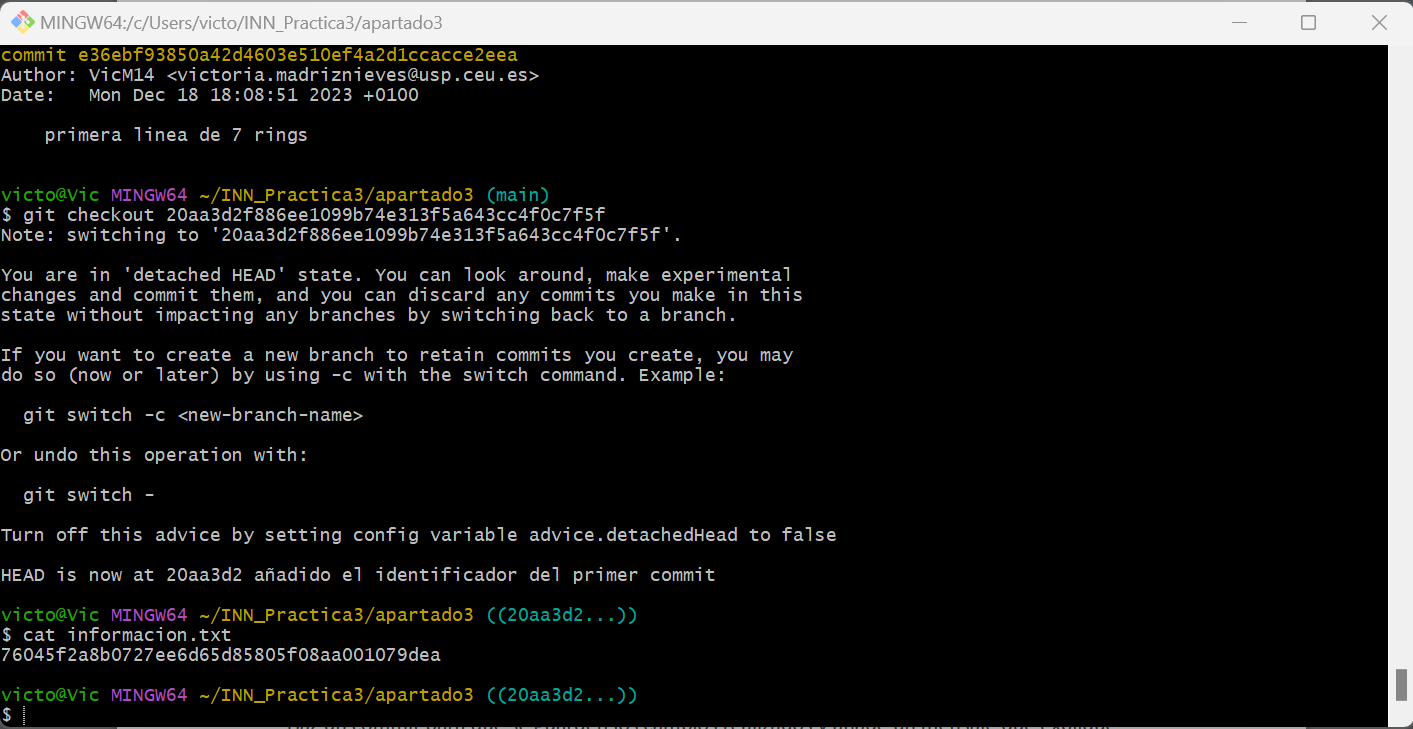 MINGW64:/c/Users/victo/INN_Practica3/apartado3
commit e36ebf93850a42d4603e510ef4a2d1ccacce2eea
Author: VicM14 <victoria.madriznieves@usp.ceu.es>
Date:   Mon Dec 18 18:08:51 2023 +0100
    primera linea de 7 rings
victo@Vic MINGW64 ~/INN_Practica3/apartado3 (main)
$ git checkout 20aa3d2f886ee1099b74e313f5a643cc4f0c7f5f
Note: switching to '20aa3d2f886ee1099b74e313f5a643cc4f0c7f5f'.
You are in 'detached HEAD' state. You can look around, make experimental
changes and commit them, and you can discard any commits you make in this
state without impacting any branches by switching back to a branch.
If you want to create a new branch to retain commits you create, you may
do so (now or later) by using -c with the switch command. Example:
  git switch -c <new-branch-name>
Or undo this operation with:
  git switch -
Turn off this advice by setting config variable advice.detachedHead to false
HEAD is now at 20aa3d2 añadido el identificador del primer commit
victo@Vic MINGW64 ~/INN_Practica3/apartado3 ((20aa3d2...))
$ cat informacion.txt
76045f2a8b0727ee6d65d85805f08aa001079dea
victo@Vic MINGW64 ~/INN_Practica3/apartado3 ((20aa3d2...))
$